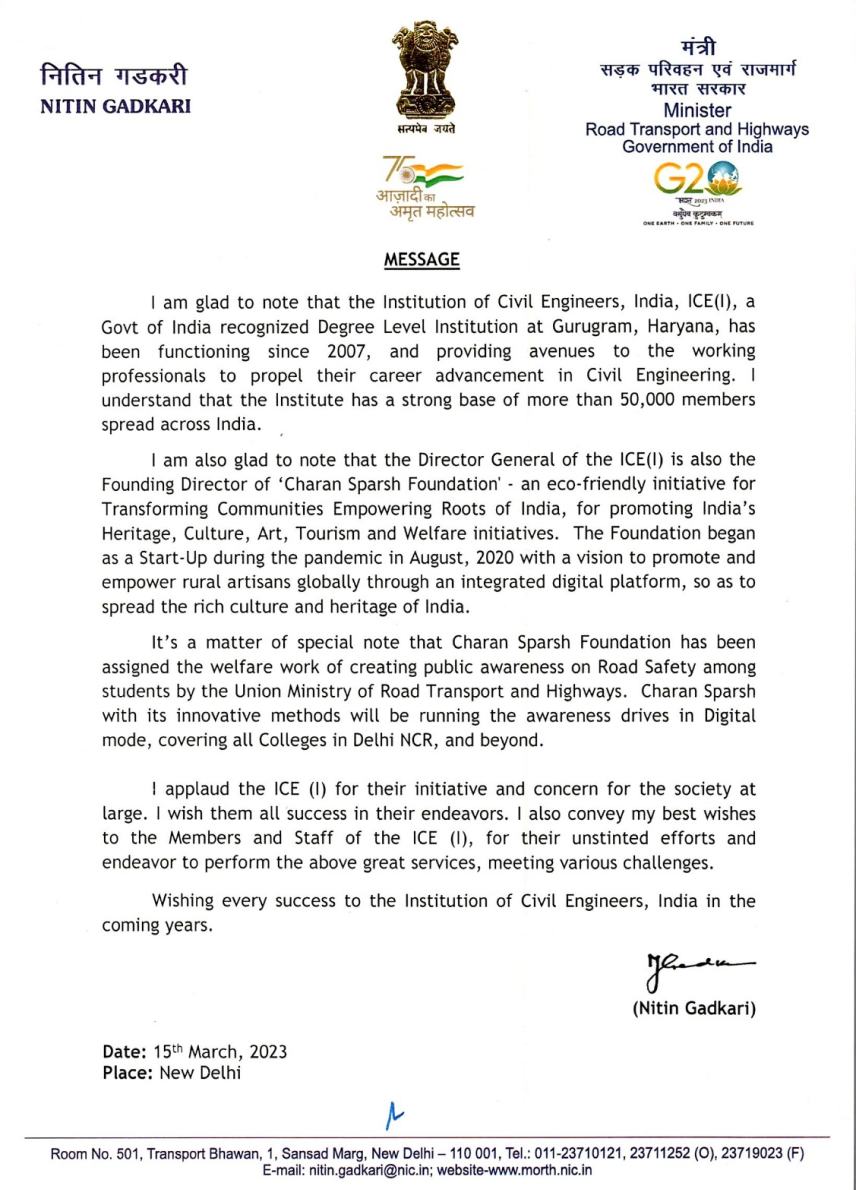 नितिन गडकरी
NITIN GADKARI
सत्यमेव जयते
75
आज़ादी का
अमृत महोत्सव
मंत्री
सड़क परिवहन एवं राजमार्ग
भारत सरकार
Minister
Road Transport and Highways
Government of India
G20
भारत 2023 INDIA
वसुधैव कुटुम्बकम्
ONE EARTH • ONE FAMILY • ONE FUTURE
MESSAGE
I am glad to note that the Institution of Civil Engineers, India, ICE(I), a
Govt of India recognized Degree Level Institution at Gurugram, Haryana, has
been functioning since 2007, and providing avenues to the working
professionals to propel their career advancement in Civil Engineering. I
understand that the Institute has a strong base of more than 50,000 members
spread across India.
I am also glad to note that the Director General of the ICE(I) is also the
Founding Director of ‘Charan Sparsh Foundation' - an eco-friendly initiative for
Transforming Communities Empowering Roots of India, for promoting India’s
Heritage, Culture, Art, Tourism and Welfare initiatives. The Foundation began
as a Start-Up during the pandemic in August, 2020 with a vision to promote and
empower rural artisans globally through an integrated digital platform, so as to
spread the rich culture and heritage of India.
It’s a matter of special note that Charan Sparsh Foundation has been
assigned the welfare work of creating public awareness on Road Safety among
students by the Union Ministry of Road Transport and Highways. Charan Sparsh
with its innovative methods will be running the awareness drives in Digital
mode, covering all Colleges in Delhi NCR, and beyond.
I applaud the ICE (I) for their initiative and concern for the society at
large. I wish them all success in their endeavors. I also convey my best wishes
to the Members and Staff of the ICE (I), for their unstinted efforts and
endeavor to perform the above great services, meeting various challenges.
Wishing every success to the Institution of Civil Engineers, India in the
coming years.
(Nitin Gadkari)
Date: 15th March, 2023
Place: New Delhi
Room No. 501, Transport Bhawan, 1, Sansad Marg, New Delhi – 110 001, Tel.: 011-23710121, 23711252 (O), 23719023 (F)
E-mail: nitin.gadkari@nic.in; website-www.morth.nic.in